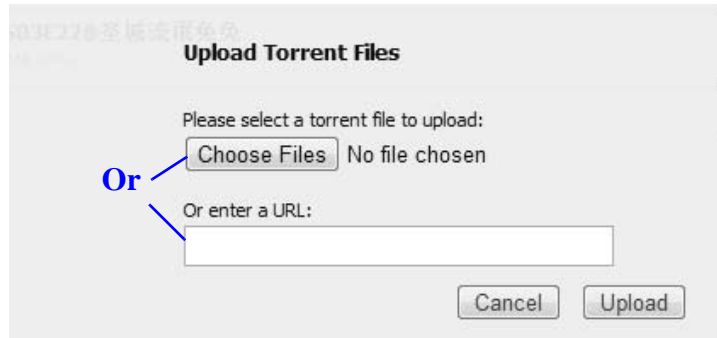 Upload Torrent Files
Please select a torrent file to upload:
Choose Files No file chosen
Or
Or enter a URL:
Cancel Upload